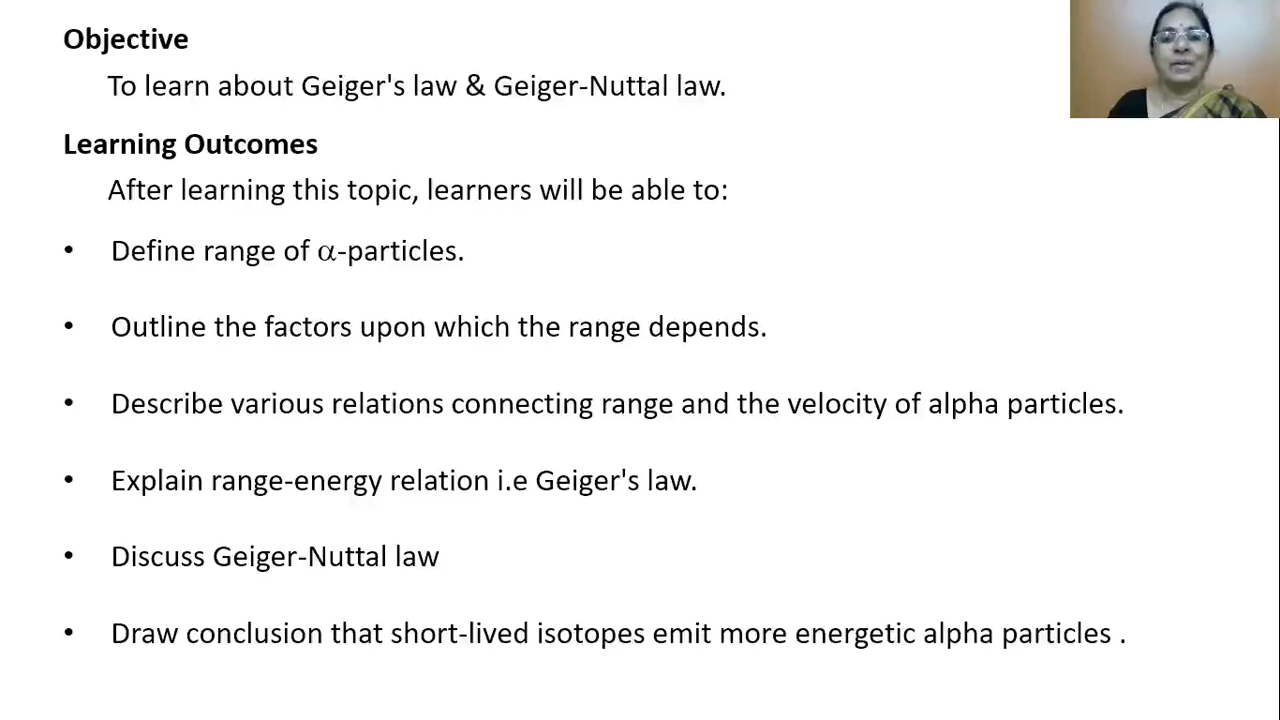 Objective
To learn about Geiger's law & Geiger-Nuttal law.
Learning Outcomes
After learning this topic, learners will be able to:
• Define range of α-particles.
• Outline the factors upon which the range depends.
• Describe various relations connecting range and the velocity of alpha particles.
• Explain range-energy relation i.e Geiger's law.
• Discuss Geiger-Nuttal law
• Draw conclusion that short-lived isotopes emit more energetic alpha particles .